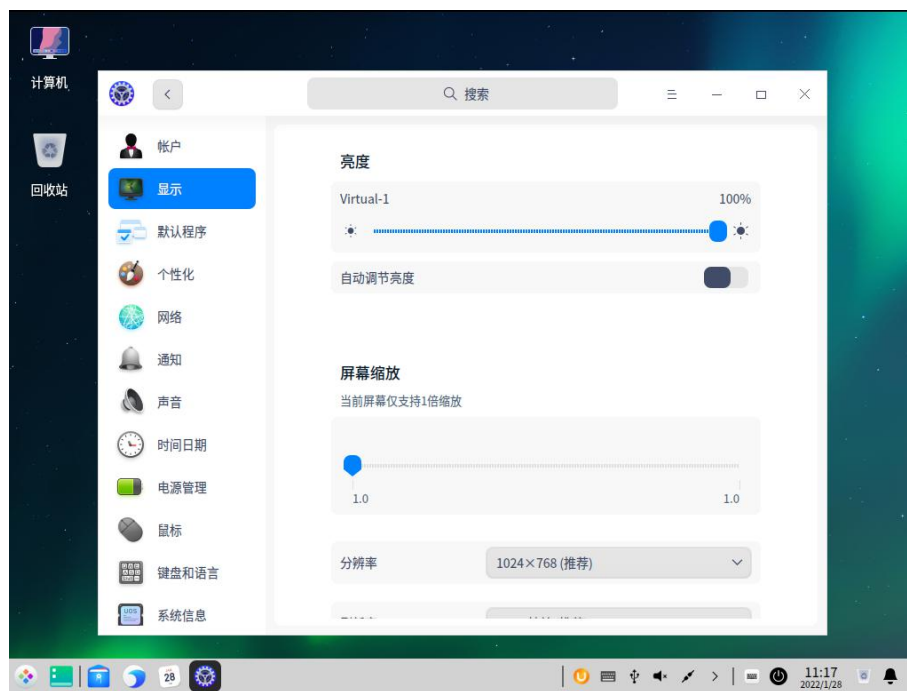 计算机
回收站
搜索
帐户
显示
默认程序
个性化
网络
通知
声音
时间日期
电源管理
鼠标
键盘和语言
UOS
系统信息
亮度
Virtual-1 100%
自动调节亮度
屏幕缩放
当前屏幕仅支持1倍缩放
1.0 1.0
分辨率 1024×768 (推荐)
28
11:17
2022/1/28